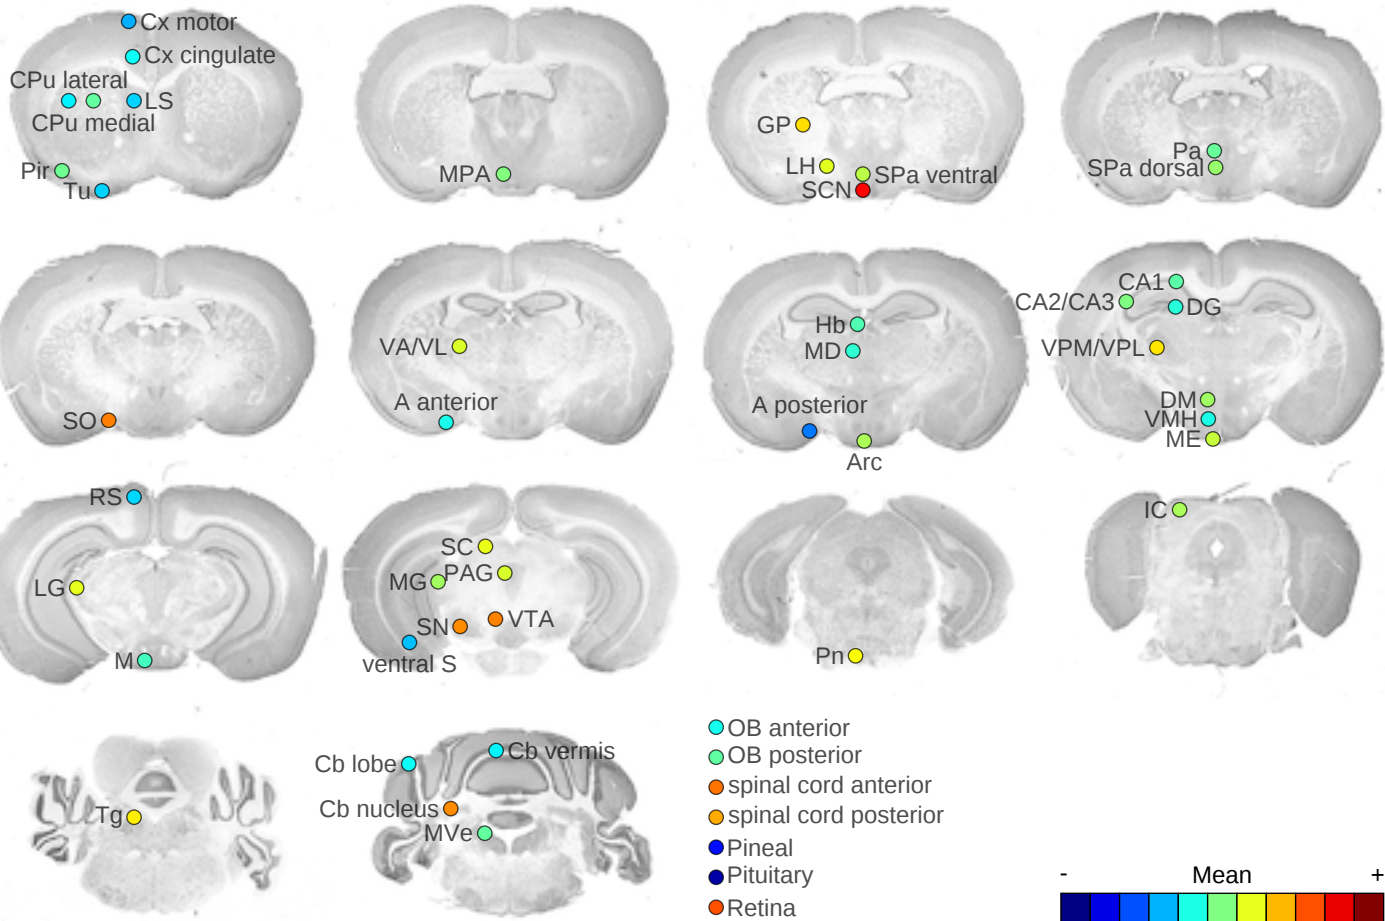 Cx motor
Cx cingulate
CPu lateral
LS
CPu medial
Pir
Tu
MPA
GP
LH
SPa ventral
SCN
Pa
SPa dorsal
SO
VA/VL
A anterior
Hb
MD
A posterior
Arc
CA1
CA2/CA3
DG
VPM/VPL
DM
VMH
ME
RS
LG
M
SC
MG
PAG
SN
VTA
ventral S
Pn
IC
Tg
Cb lobe
Cb vermis
Cb nucleus
MVe
OB anterior
OB posterior
spinal cord anterior
spinal cord posterior
Pineal
Pituitary
Retina
- Mean +